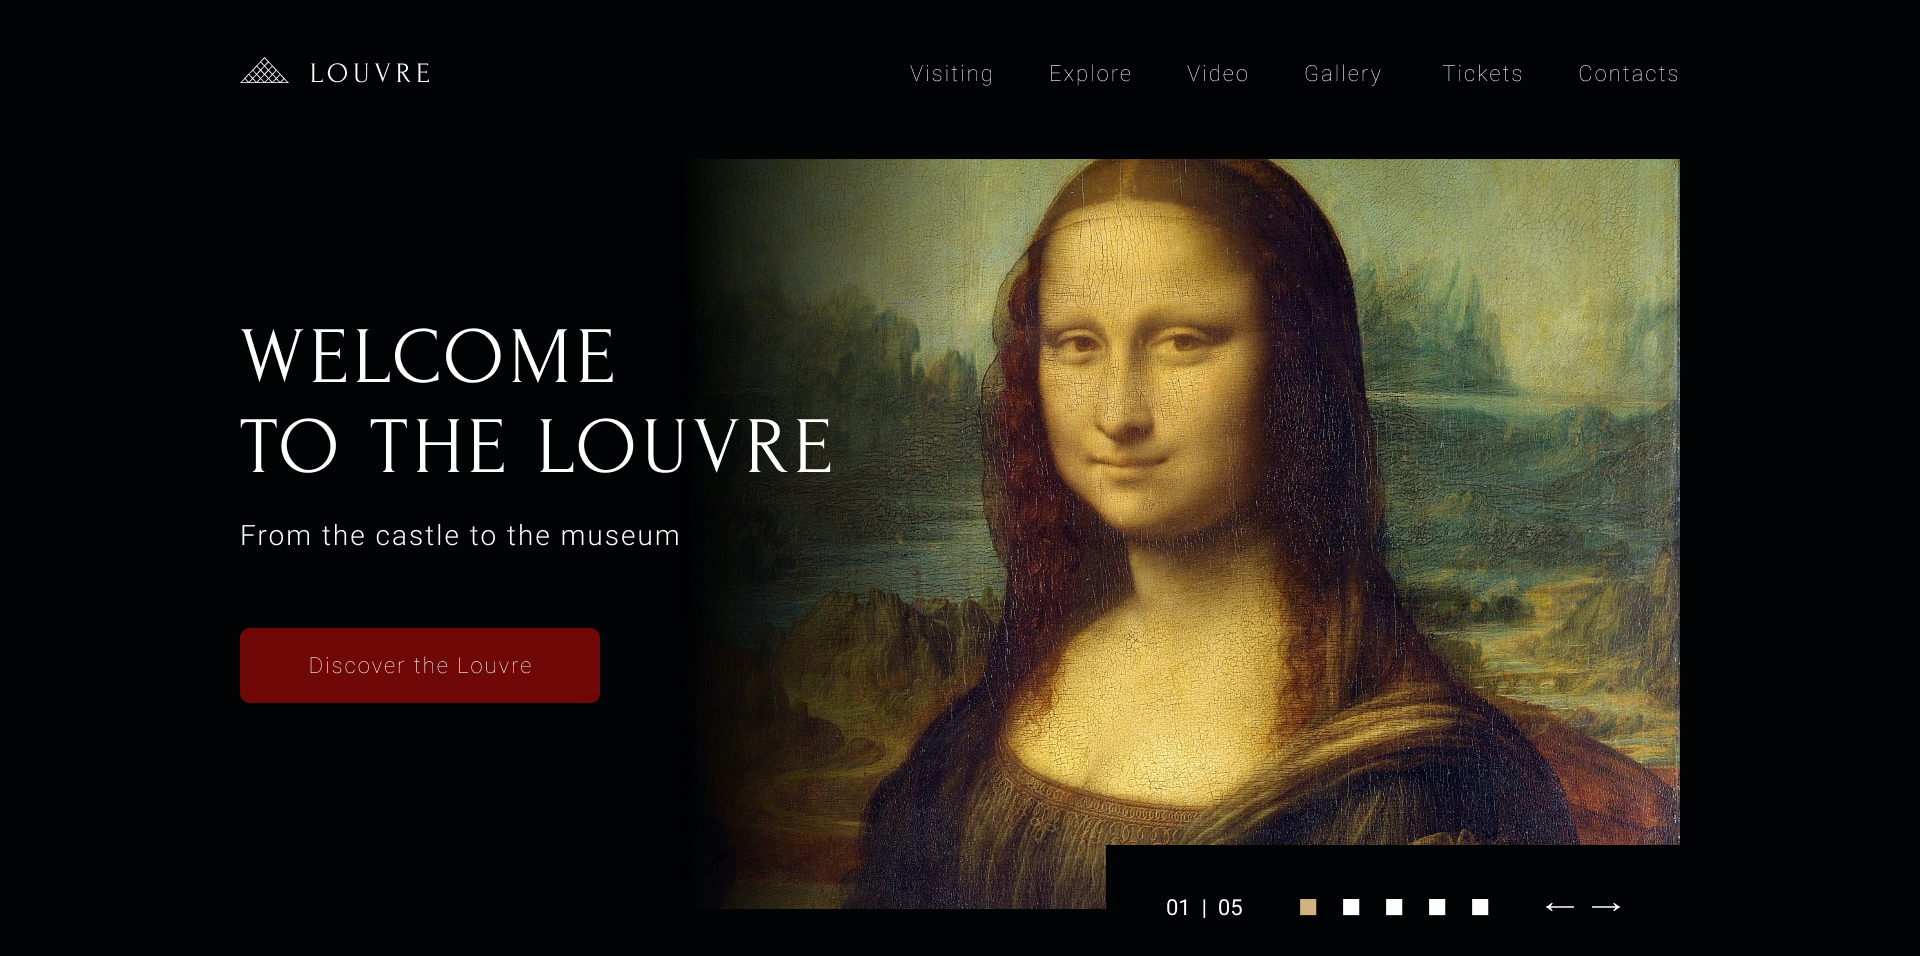 LOUVRE
Visiting Explore Video Gallery Tickets Contacts
WELCOME
TO THE LOUVRE
From the castle to the museum
Discover the Louvre
01 | 05